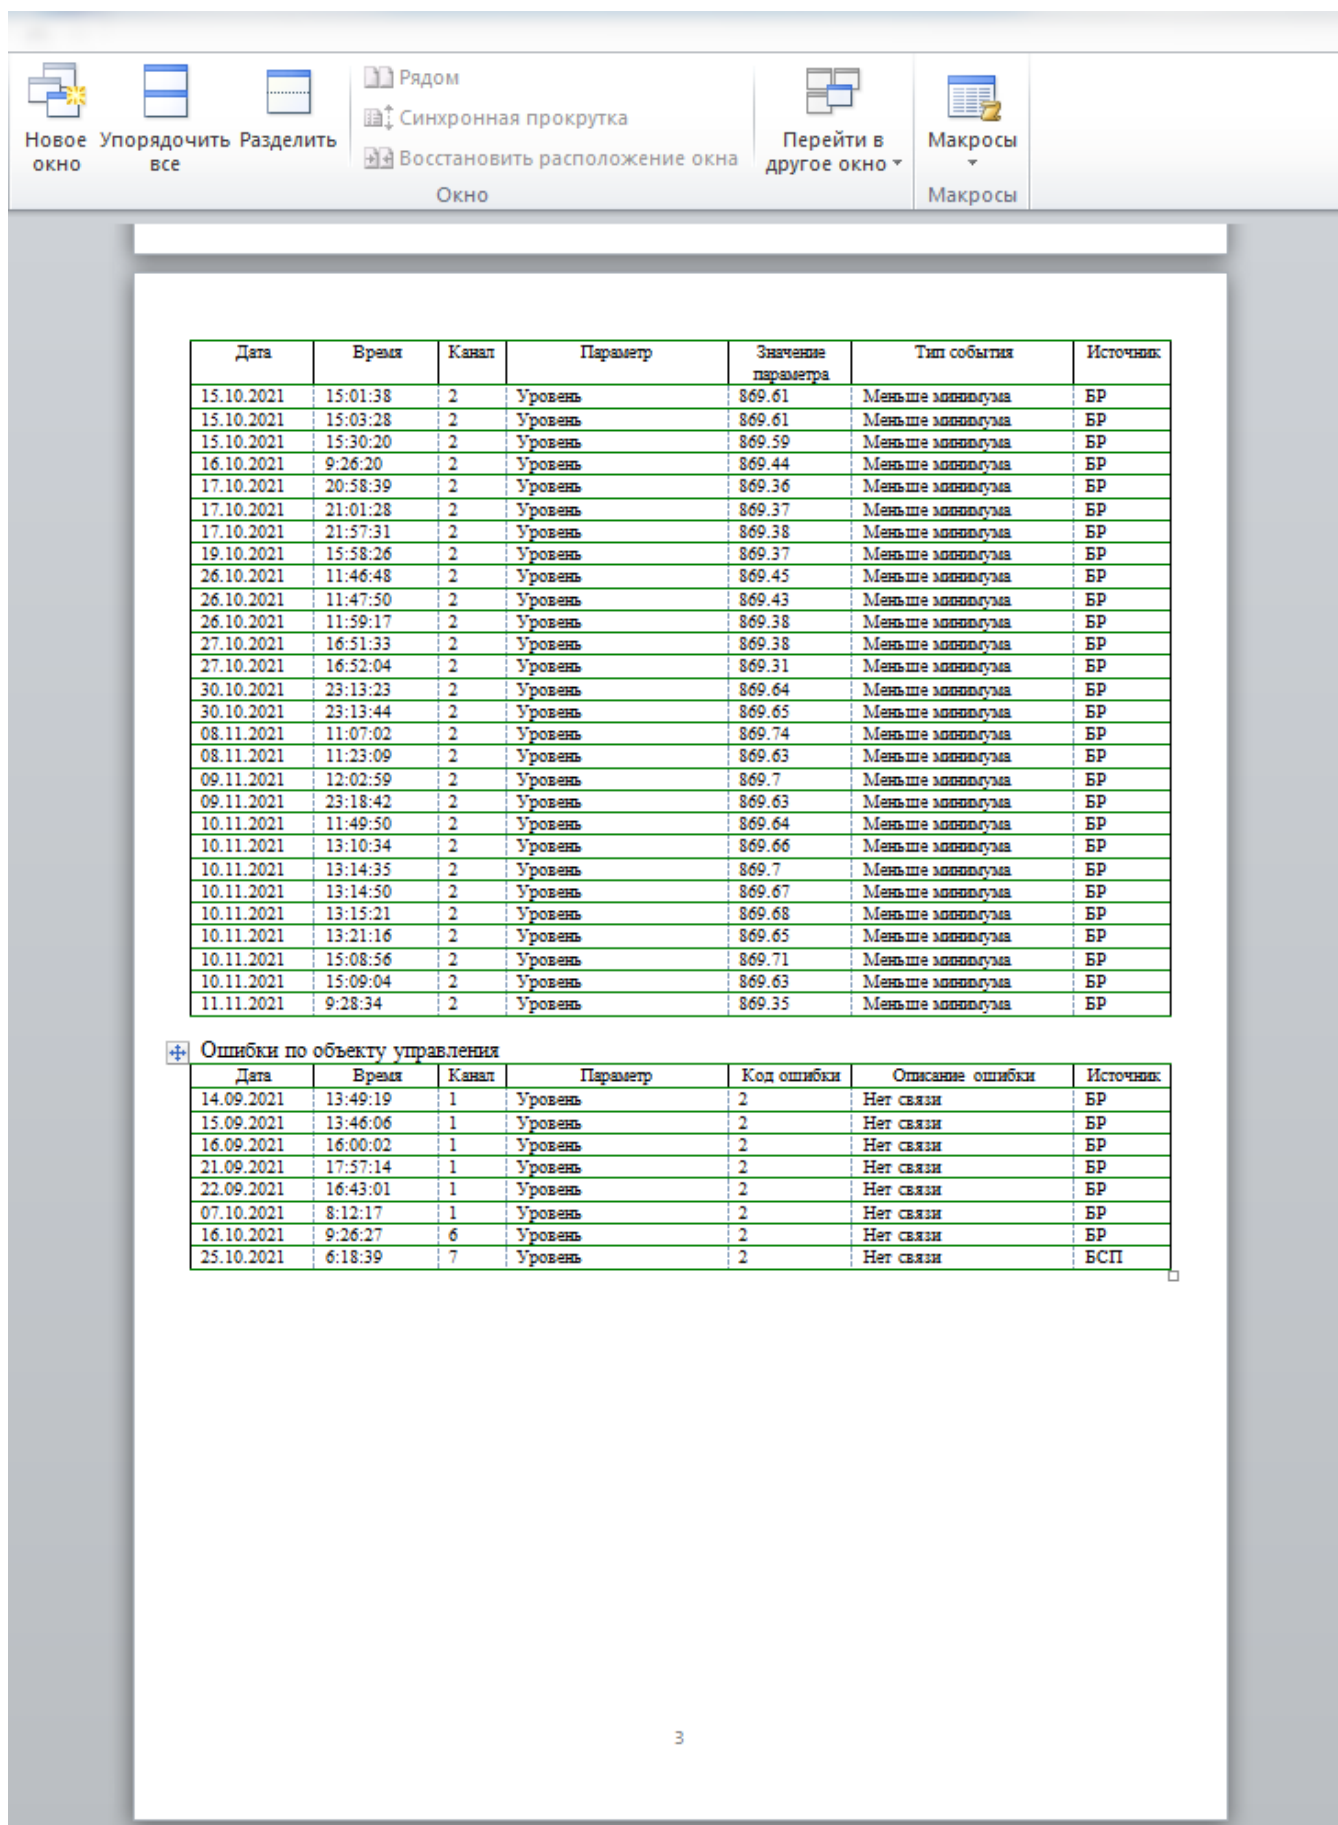 Новое окно
Упорядочить все
Разделить
Рядом
Синхронная прокрутка
Восстановить расположение окна
Окно
Перейти в другое окно
Макросы
Макросы
Дата Время Канал Параметр Значение параметра Тип события Источник
15.10.2021 15:01:38 2 Уровень 869.61 Меньше минимума БР
15.10.2021 15:03:28 2 Уровень 869.61 Меньше минимума БР
15.10.2021 15:30:20 2 Уровень 869.59 Меньше минимума БР
16.10.2021 9:26:20 2 Уровень 869.44 Меньше минимума БР
17.10.2021 20:58:39 2 Уровень 869.36 Меньше минимума БР
17.10.2021 21:01:28 2 Уровень 869.37 Меньше минимума БР
17.10.2021 21:57:31 2 Уровень 869.38 Меньше минимума БР
19.10.2021 15:58:26 2 Уровень 869.37 Меньше минимума БР
26.10.2021 11:46:48 2 Уровень 869.45 Меньше минимума БР
26.10.2021 11:47:50 2 Уровень 869.43 Меньше минимума БР
26.10.2021 11:59:17 2 Уровень 869.38 Меньше минимума БР
27.10.2021 16:51:33 2 Уровень 869.38 Меньше минимума БР
27.10.2021 16:52:04 2 Уровень 869.31 Меньше минимума БР
30.10.2021 23:13:23 2 Уровень 869.64 Меньше минимума БР
30.10.2021 23:13:44 2 Уровень 869.65 Меньше минимума БР
08.11.2021 11:07:02 2 Уровень 869.74 Меньше минимума БР
08.11.2021 11:23:09 2 Уровень 869.63 Меньше минимума БР
09.11.2021 12:02:59 2 Уровень 869.7 Меньше минимума БР
09.11.2021 23:18:42 2 Уровень 869.63 Меньше минимума БР
10.11.2021 11:49:50 2 Уровень 869.64 Меньше минимума БР
10.11.2021 13:10:34 2 Уровень 869.66 Меньше минимума БР
10.11.2021 13:14:35 2 Уровень 869.7 Меньше минимума БР
10.11.2021 13:14:50 2 Уровень 869.67 Меньше минимума БР
10.11.2021 13:15:21 2 Уровень 869.68 Меньше минимума БР
10.11.2021 13:21:16 2 Уровень 869.65 Меньше минимума БР
10.11.2021 15:08:56 2 Уровень 869.71 Меньше минимума БР
10.11.2021 15:09:04 2 Уровень 869.63 Меньше минимума БР
11.11.2021 9:28:34 2 Уровень 869.35 Меньше минимума БР
Ошибки по объекту управления
Дата Время Канал Параметр Код ошибки Описание ошибки Источник
14.09.2021 13:49:19 1 Уровень 2 Нет связи БР
15.09.2021 13:46:06 1 Уровень 2 Нет связи БР
16.09.2021 16:00:02 1 Уровень 2 Нет связи БР
21.09.2021 17:57:14 1 Уровень 2 Нет связи БР
22.09.2021 16:43:01 1 Уровень 2 Нет связи БР
07.10.2021 8:12:17 1 Уровень 2 Нет связи БР
16.10.2021 9:26:27 6 Уровень 2 Нет связи БР
25.10.2021 6:18:39 7 Уровень 2 Нет связи БСП
3